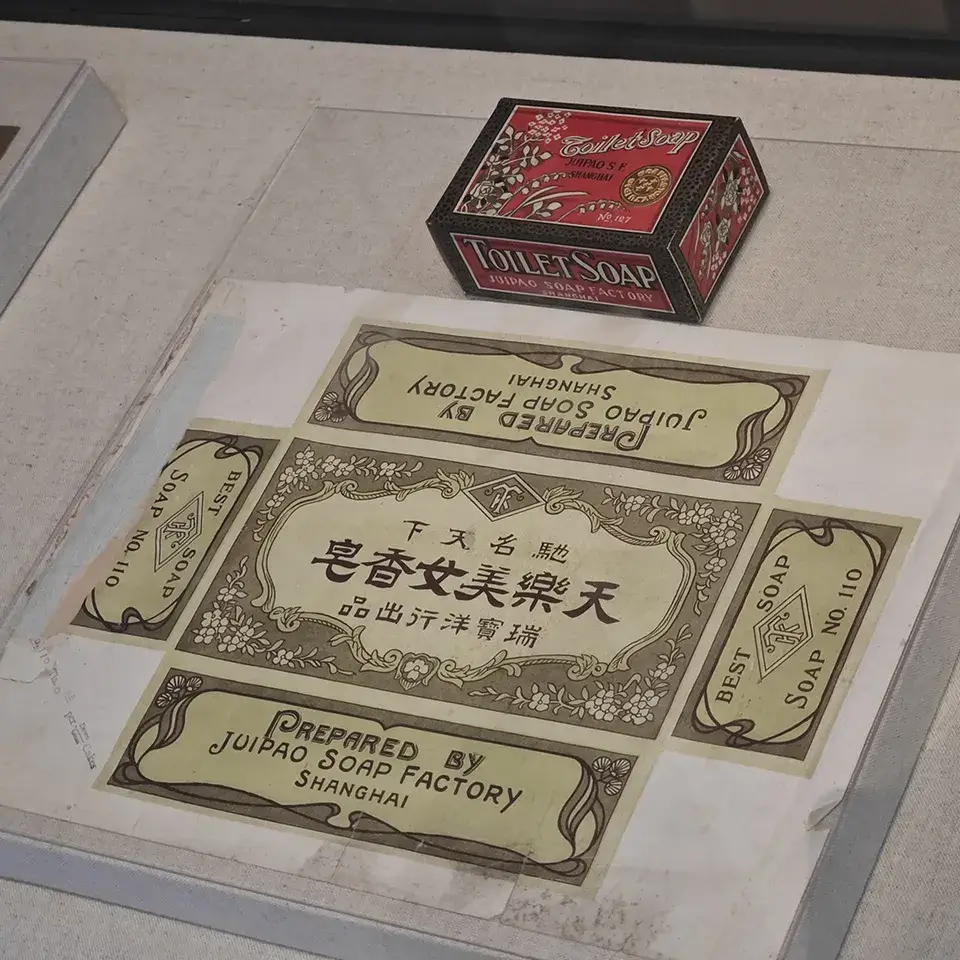 Toilet Soap
JUIPAO S.F.
SHANGHAI
No. 127
TOILET SOAP
JUIPAO SOAP FACTORY
SHANGHAI
PREPARED BY
JUIPAO SOAP FACTORY
SHANGHAI
BEST SOAP
SOAP NO. 110
馳名天下
天樂美女香皂
瑞寶洋行出品
BEST SOAP
SOAP NO. 110
PREPARED BY
JUIPAO SOAP FACTORY
SHANGHAI